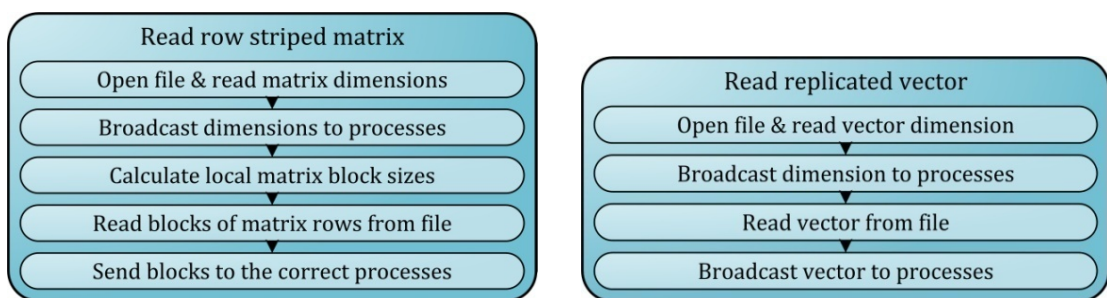 Read row striped matrix
Open file & read matrix dimensions
Broadcast dimensions to processes
Calculate local matrix block sizes
Read blocks of matrix rows from file
Send blocks to the correct processes
Read replicated vector
Open file & read vector dimension
Broadcast dimension to processes
Read vector from file
Broadcast vector to processes